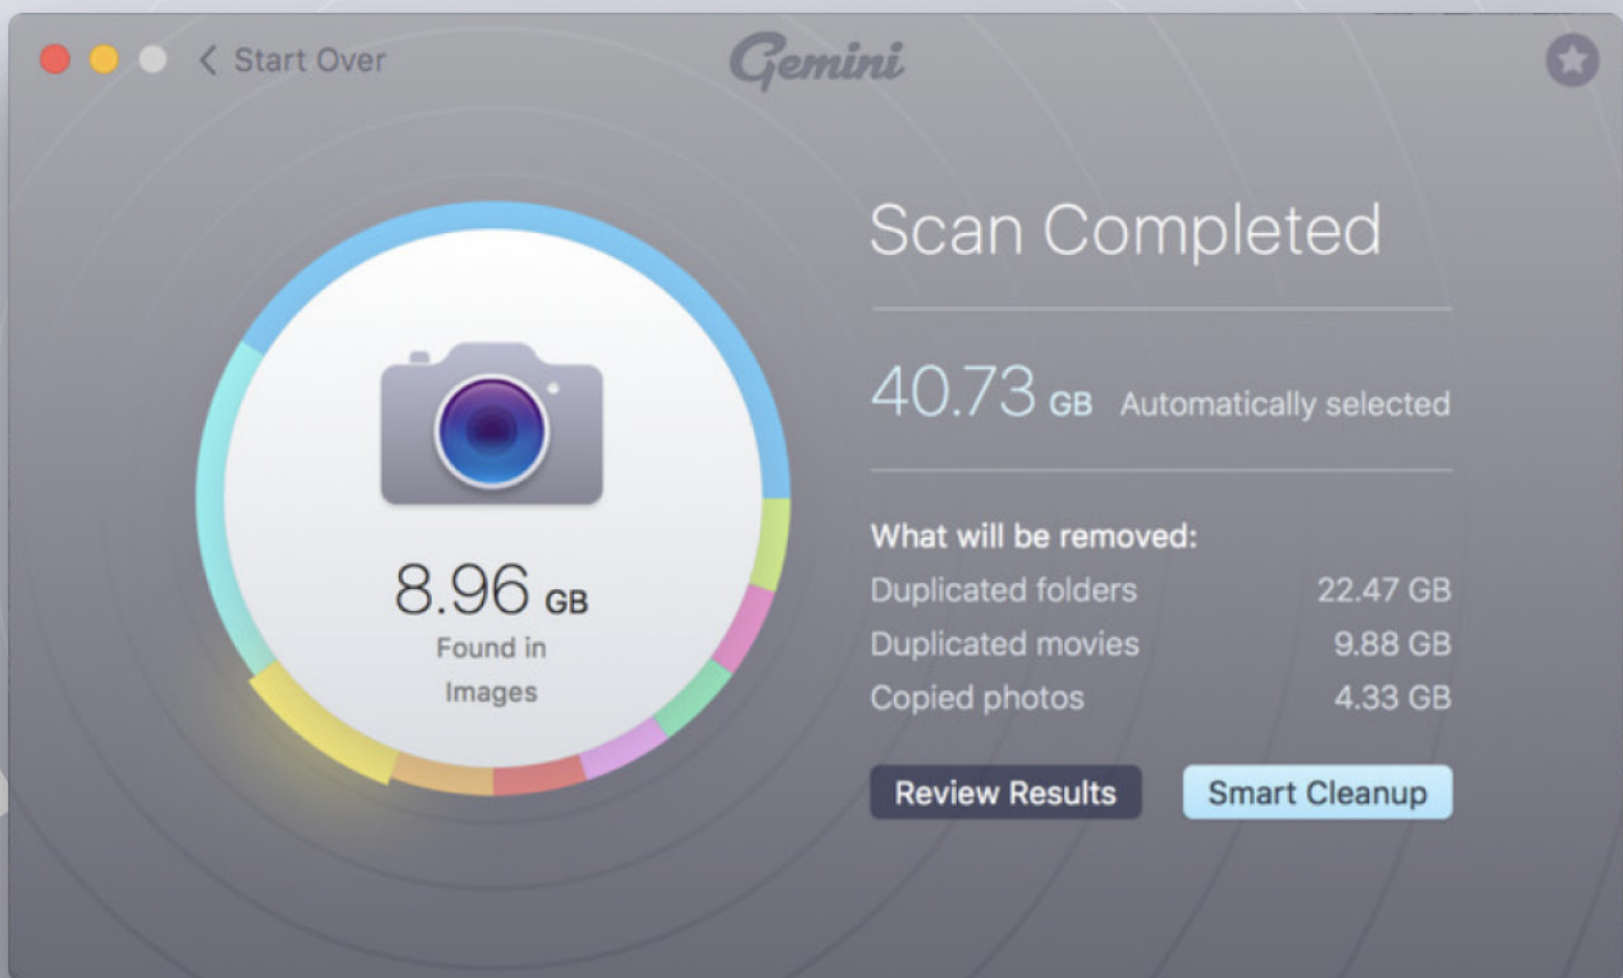 Start Over
Gemini
Scan Completed
40.73 GB Automatically selected
8.96 GB
Found in
Images
What will be removed:
Duplicated folders 22.47 GB
Duplicated movies 9.88 GB
Copied photos 4.33 GB
Review Results
Smart Cleanup